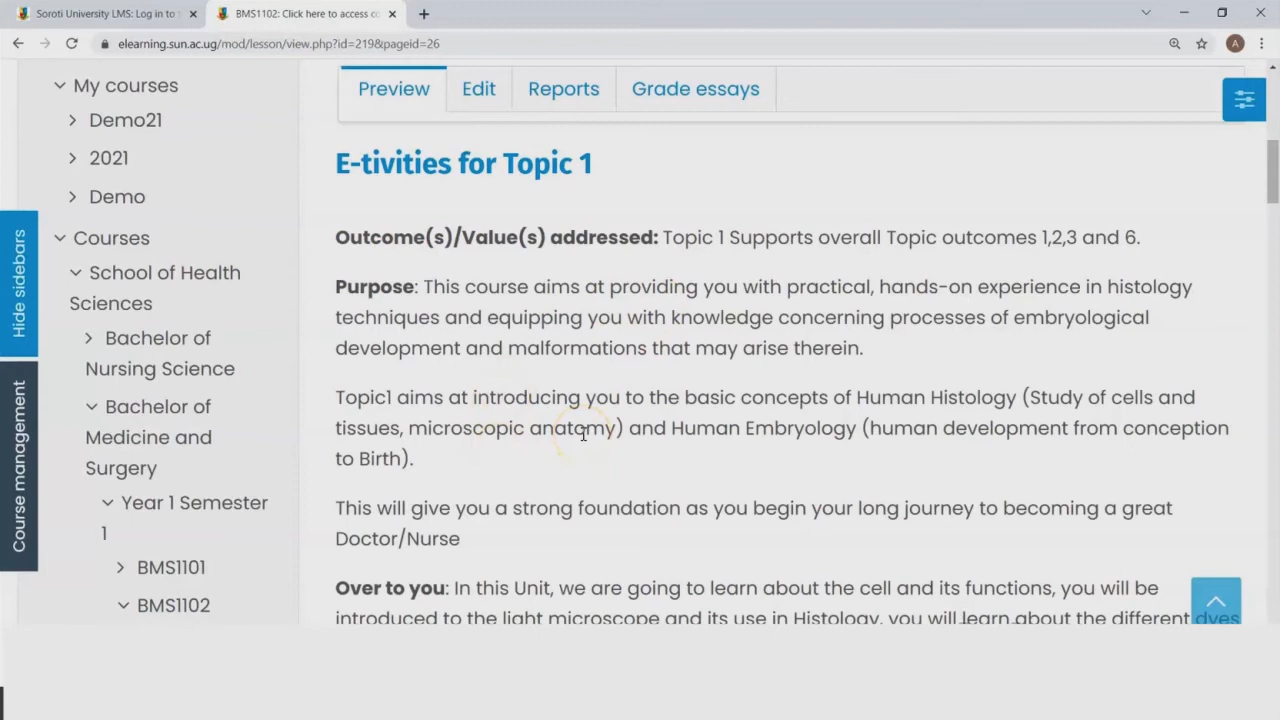 Soroti University LMS: Log in to
BMS1102: Click here to access co
elearning.sun.ac.ug/mod/lesson/view.php?id=219&pageid=26
A
My courses
Demo21
2021
Demo
Courses
School of Health
Sciences
Bachelor of
Nursing Science
Bachelor of
Medicine and
Surgery
Year 1 Semester
1
BMS1101
BMS1102
Hide sidebars
Course management
Preview Edit Reports Grade essays
E-tivities for Topic 1
Outcome(s)/Value(s) addressed: Topic 1 Supports overall Topic outcomes 1,2,3 and 6.
Purpose: This course aims at providing you with practical, hands-on experience in histology
techniques and equipping you with knowledge concerning processes of embryological
development and malformations that may arise therein.
Topic1 aims at introducing you to the basic concepts of Human Histology (Study of cells and
tissues, microscopic anatomy) and Human Embryology (human development from conception
to Birth).
This will give you a strong foundation as you begin your long journey to becoming a great
Doctor/Nurse
Over to you: In this Unit, we are going to learn about the cell and its functions, you will be
introduced to the light microscope and its use in Histology, you will learn about the different dyes